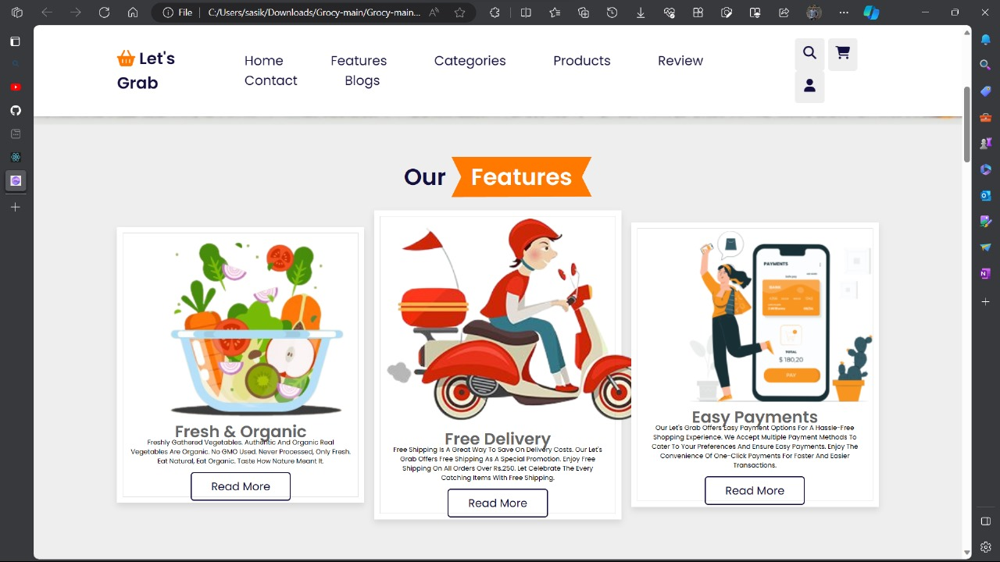 File C:/Users/sasik/Downloads/Grocy-main/Grocy-main...
Let's
Grab
Home Features Categories Products Review
Contact Blogs
Our Features
Fresh & Organic
Freshly Gathered Vegetables. Authentic And Organic Real
Vegetables Are Organic. No GMO Used. Never Processed, Only Fresh.
Eat Natural, Eat Organic. Taste How Nature Meant It.
Read More
Free Delivery
Free Shipping Is A Great Way To Save On Delivery Costs. Our Let's
Grab Offers Free Shipping As A Special Promotion. Enjoy Free
Shipping On All Orders Over Rs.250. Let Celebrate The Every
Catching Items With Free Shipping.
Read More
PAYMENTS
TOTAL
$ 180,20
PAY
Easy Payments
Our Let's Grab Offers Easy Payment Options For A Hassle-Free
Shopping Experience. We Accept Multiple Payment Methods To
Cater To Your Preferences And Ensure Easy Payments. Enjoy The
Convenience Of One-Click Payments For Faster And Easier
Transactions.
Read More